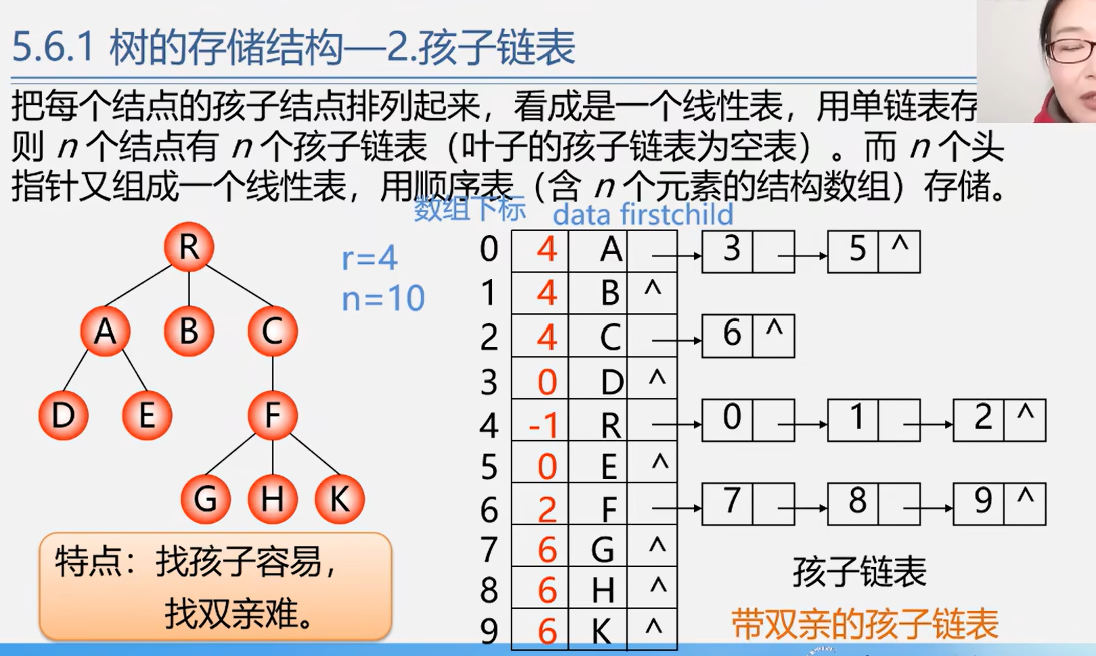 5.6.1 树的存储结构—2.孩子链表
把每个结点的孩子结点排列起来，看成是一个线性表，用单链表存
则 n 个结点有 n 个孩子链表（叶子的孩子链表为空表）。而 n 个头
指针又组成一个线性表，用顺序表（含 n 个元素的结构数组）存储。
数组下标 data firstchild
R
A B C
D E F
G H K
r=4
n=10
0 4 A 3 5 ^
1 4 B ^
2 4 C 6 ^
3 0 D ^
4 -1 R 0 1 2 ^
5 0 E ^
6 2 F 7 8 9 ^
7 6 G ^
8 6 H ^
9 6 K ^
特点：找孩子容易，
找双亲难。
孩子链表
带双亲的孩子链表